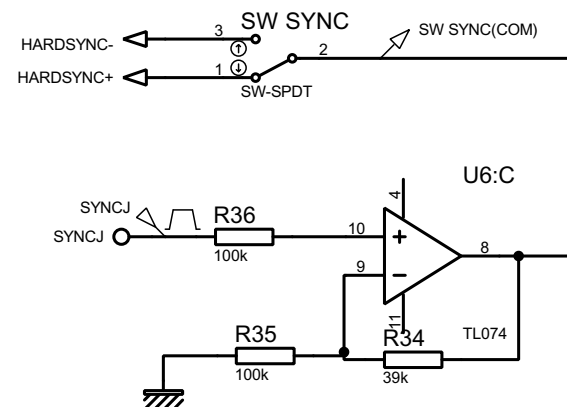 SW SYNC
HARDSYNC-
3
2
SW SYNC(COM)
HARDSYNC+
1
SW-SPDT
U6:C
4
SYNCJ
SYNCJ
R36
100k
10
9
8
11
R35
100k
R34
39k
TL074